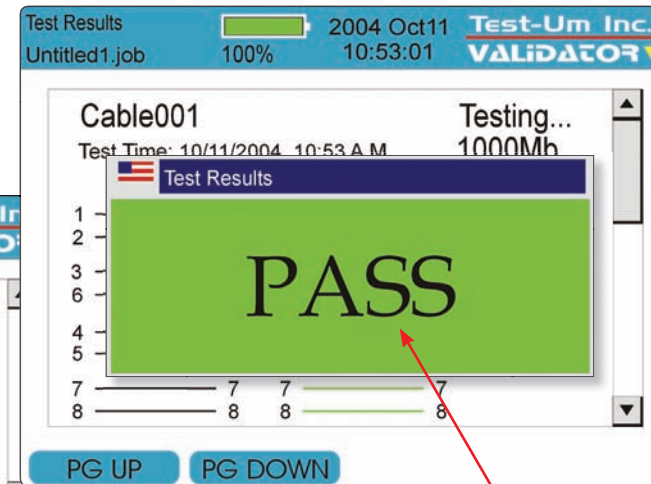 Test Results 2004 Oct11 Test-Um Inc.
Untitled1.job 100% 10:53:01 VALiDATOR
Cable001 Testing...
Test Time: 10/11/2004 10:53 A.M. 1000Mb
Test Results
PASS
1
2
3
6
4
5
7 7 7 7
8 8 8 8
PG UP PG DOWN